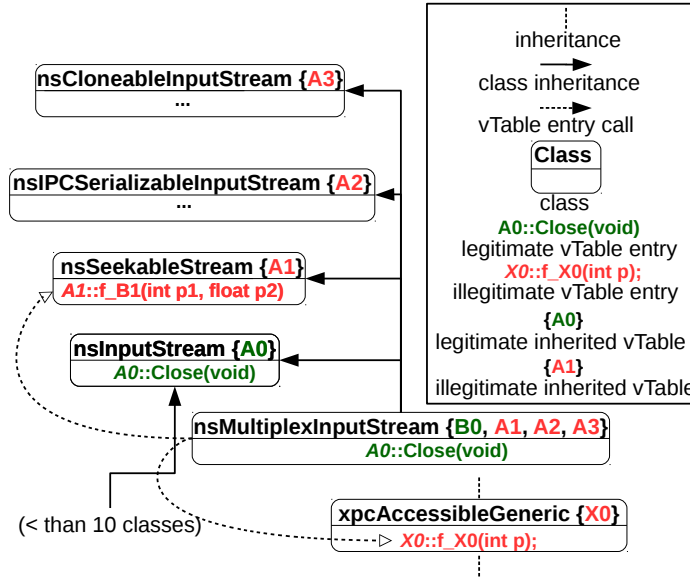 nsCloneableInputStream {A3}
...
nsIPCSerializableInputStream {A2}
...
nsSeekableStream {A1}
A1::f_B1(int p1, float p2)
nsInputStream {A0}
A0::Close(void)
nsMultiplexInputStream {B0, A1, A2, A3}
A0::Close(void)
(< than 10 classes)
xpcAccessibleGeneric {X0}
X0::f_X0(int p);
inheritance
class inheritance
vTable entry call
Class
class
A0::Close(void)
legitimate vTable entry
X0::f_X0(int p);
illegitimate vTable entry
{A0}
legitimate inherited vTable
{A1}
illegitimate inherited vTable